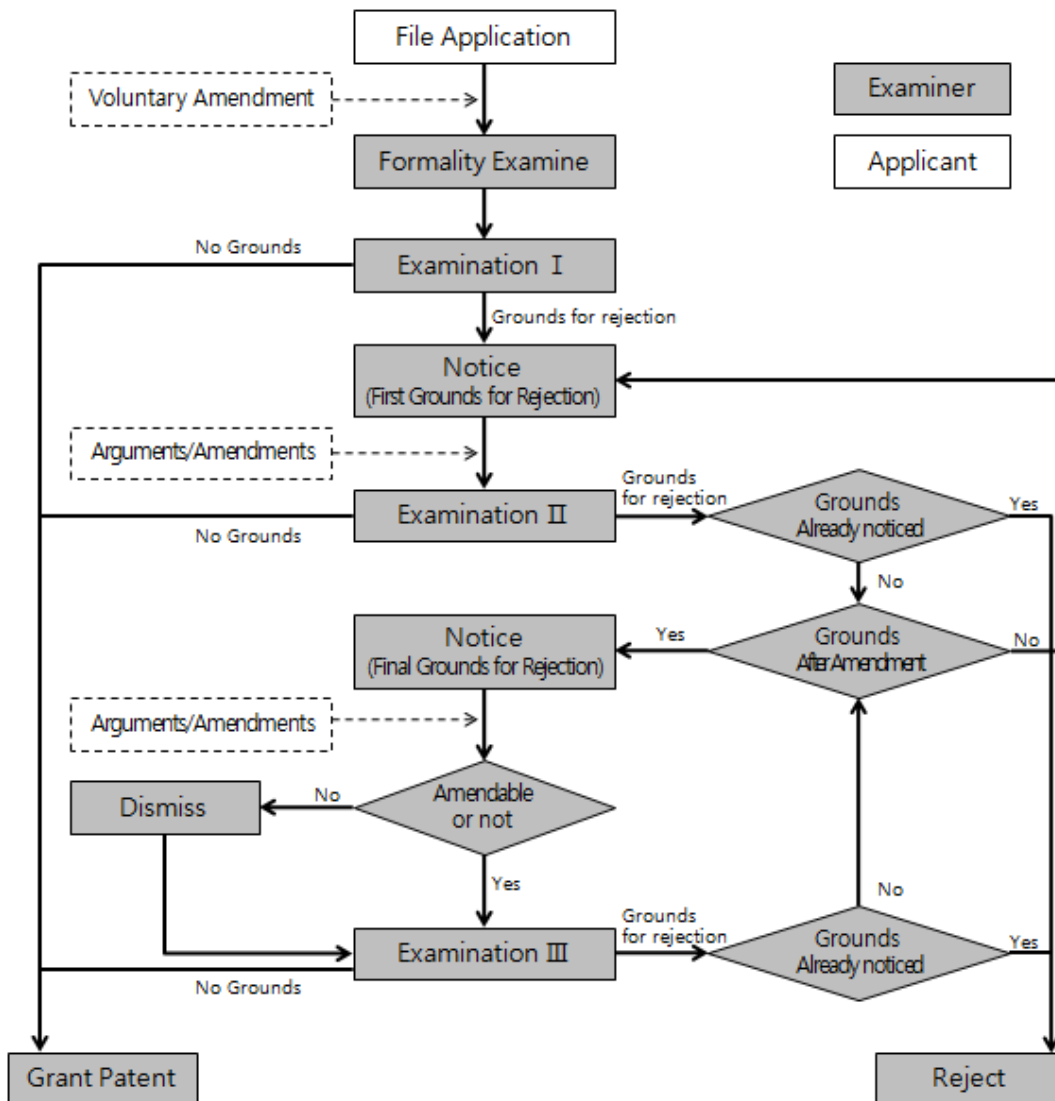 File Application
Voluntary Amendment
Examiner
Formality Examine
Applicant
No Grounds
Examination Ⅰ
Grounds for rejection
Notice
(First Grounds for Rejection)
Arguments/Amendments
Grounds
for rejection
Grounds
Already noticed
Yes
Examination Ⅱ
No Grounds
No
Notice
(Final Grounds for Rejection)
Yes
Grounds
After Amendment
No
Arguments/Amendments
Dismiss
No
Amendable
or not
Yes
No
Grounds
for rejection
Grounds
Already noticed
Yes
Examination Ⅲ
No Grounds
Grant Patent
Reject